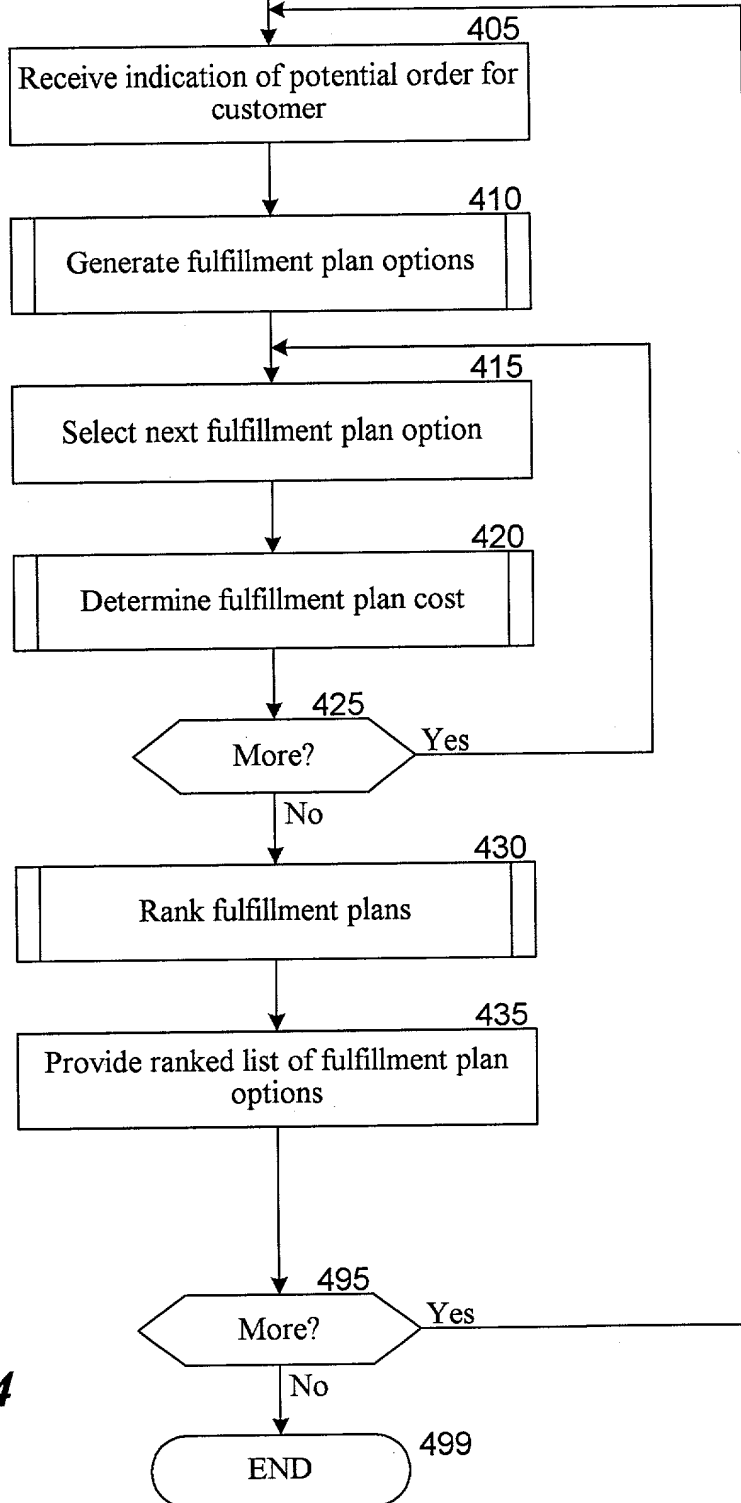 405
Receive indication of potential order for
customer
410
Generate fulfillment plan options
415
Select next fulfillment plan option
420
Determine fulfillment plan cost
425
More?
Yes
No
430
Rank fulfillment plans
435
Provide ranked list of fulfillment plan
options
495
More?
Yes
4
No
499
END